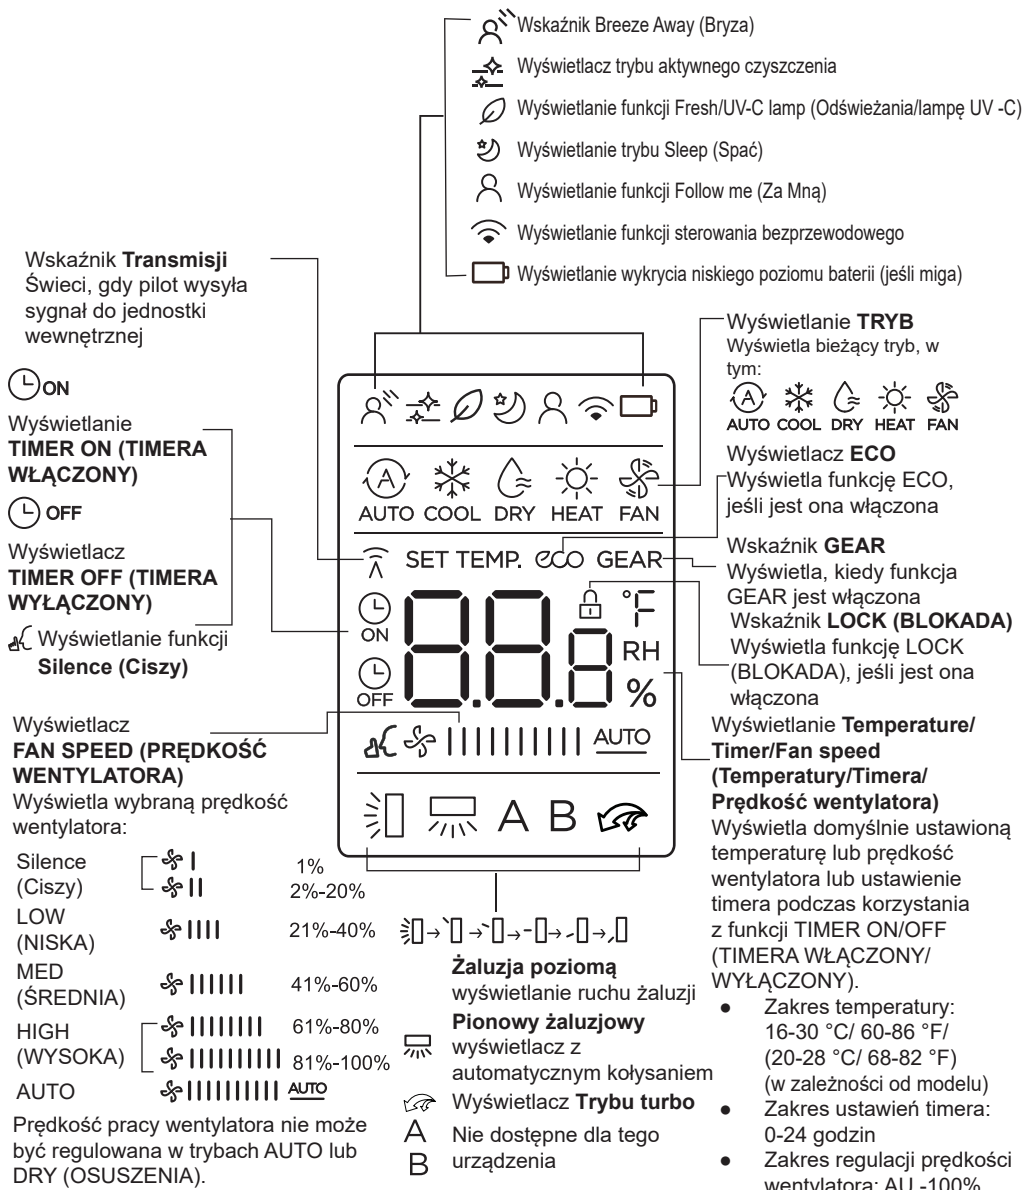 Wskaźnik Breeze Away (Bryza)
Wyświetlacz trybu aktywnego czyszczenia
Wyświetlanie funkcji Fresh/UV-C lamp (Odświeżania/lampę UV -C)
Wyświetlanie trybu Sleep (Spać)
Wyświetlanie funkcji Follow me (Za Mną)
Wyświetlanie funkcji sterowania bezprzewodowego
Wyświetlanie wykrycia niskiego poziomu baterii (jeśli miga)
Wskaźnik Transmisji
Świeci, gdy pilot wysyła
sygnał do jednostki
wewnętrznej
ON
Wyświetlanie
TIMER ON (TIMERA
WŁĄCZONY)
OFF
Wyświetlacz
TIMER OFF (TIMERA
WYŁĄCZONY)
Wyświetlanie funkcji
Silence (Ciszy)
Wyświetlacz
FAN SPEED (PRĘDKOŚĆ
WENTYLATORA)
Wyświetla wybraną prędkość
wentylatora:
Silence
(Ciszy)
1%
2%-20%
LOW
(NISKA)
21%-40%
MED
(ŚREDNIA)
41%-60%
HIGH
(WYSOKA)
61%-80%
81%-100%
AUTO
AUTO
Prędkość pracy wentylatora nie może
być regulowana w trybach AUTO lub
DRY (OSUSZENIA).
A
AUTO COOL DRY HEAT FAN
SET TEMP. eco GEAR
ON
OFF
88.8
°F
RH
%
AUTO
A B
Żaluzja poziomą
wyświetlanie ruchu żaluzji
Pionowy żaluzjowy
wyświetlacz z
automatycznym kołysaniem
Wyświetlacz Trybu turbo
A
B
Nie dostępne dla tego
urządzenia
Wyświetlanie TRYB
Wyświetla bieżący tryb, w
tym:
A
AUTO COOL DRY HEAT FAN
Wyświetlacz ECO
Wyświetla funkcję ECO,
jeśli jest ona włączona
Wskaźnik GEAR
Wyświetla, kiedy funkcja
GEAR jest włączona
Wskaźnik LOCK (BLOKADA)
Wyświetla funkcję LOCK
(BLOKADA), jeśli jest ona
włączona
Wyświetlanie Temperature/
Timer/Fan speed
(Temperatury/Timera/
Prędkość wentylatora)
Wyświetla domyślnie ustawioną
temperaturę lub prędkość
wentylatora lub ustawienie
timera podczas korzystania
z funkcji TIMER ON/OFF
(TIMERA WŁĄCZONY/
WYŁĄCZONY).
● Zakres temperatury:
16-30 °C/ 60-86 °F/
(20-28 °C/ 68-82 °F)
(w zależności od modelu)
● Zakres ustawień timera:
0-24 godzin
● Zakres regulacji prędkości
wentylatora: AU -100%